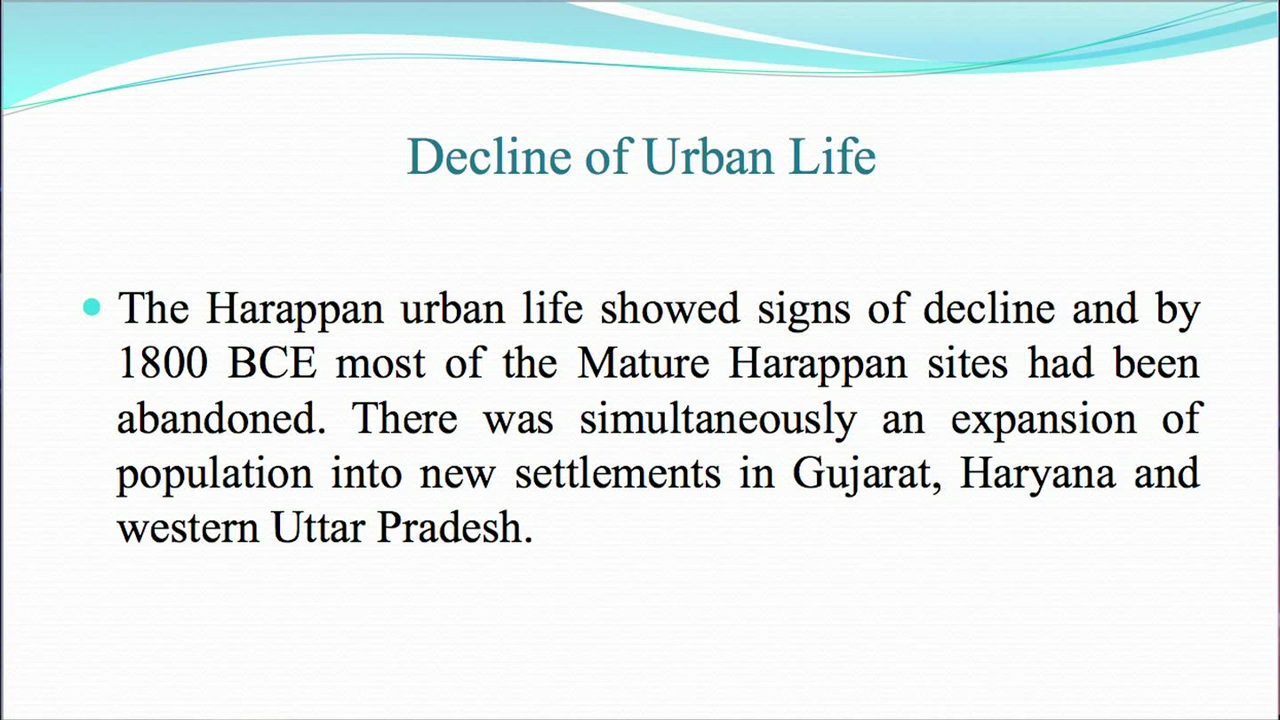 Decline of Urban Life
• The Harappan urban life showed signs of decline and by
1800 BCE most of the Mature Harappan sites had been
abandoned. There was simultaneously an expansion of
population into new settlements in Gujarat, Haryana and
western Uttar Pradesh.